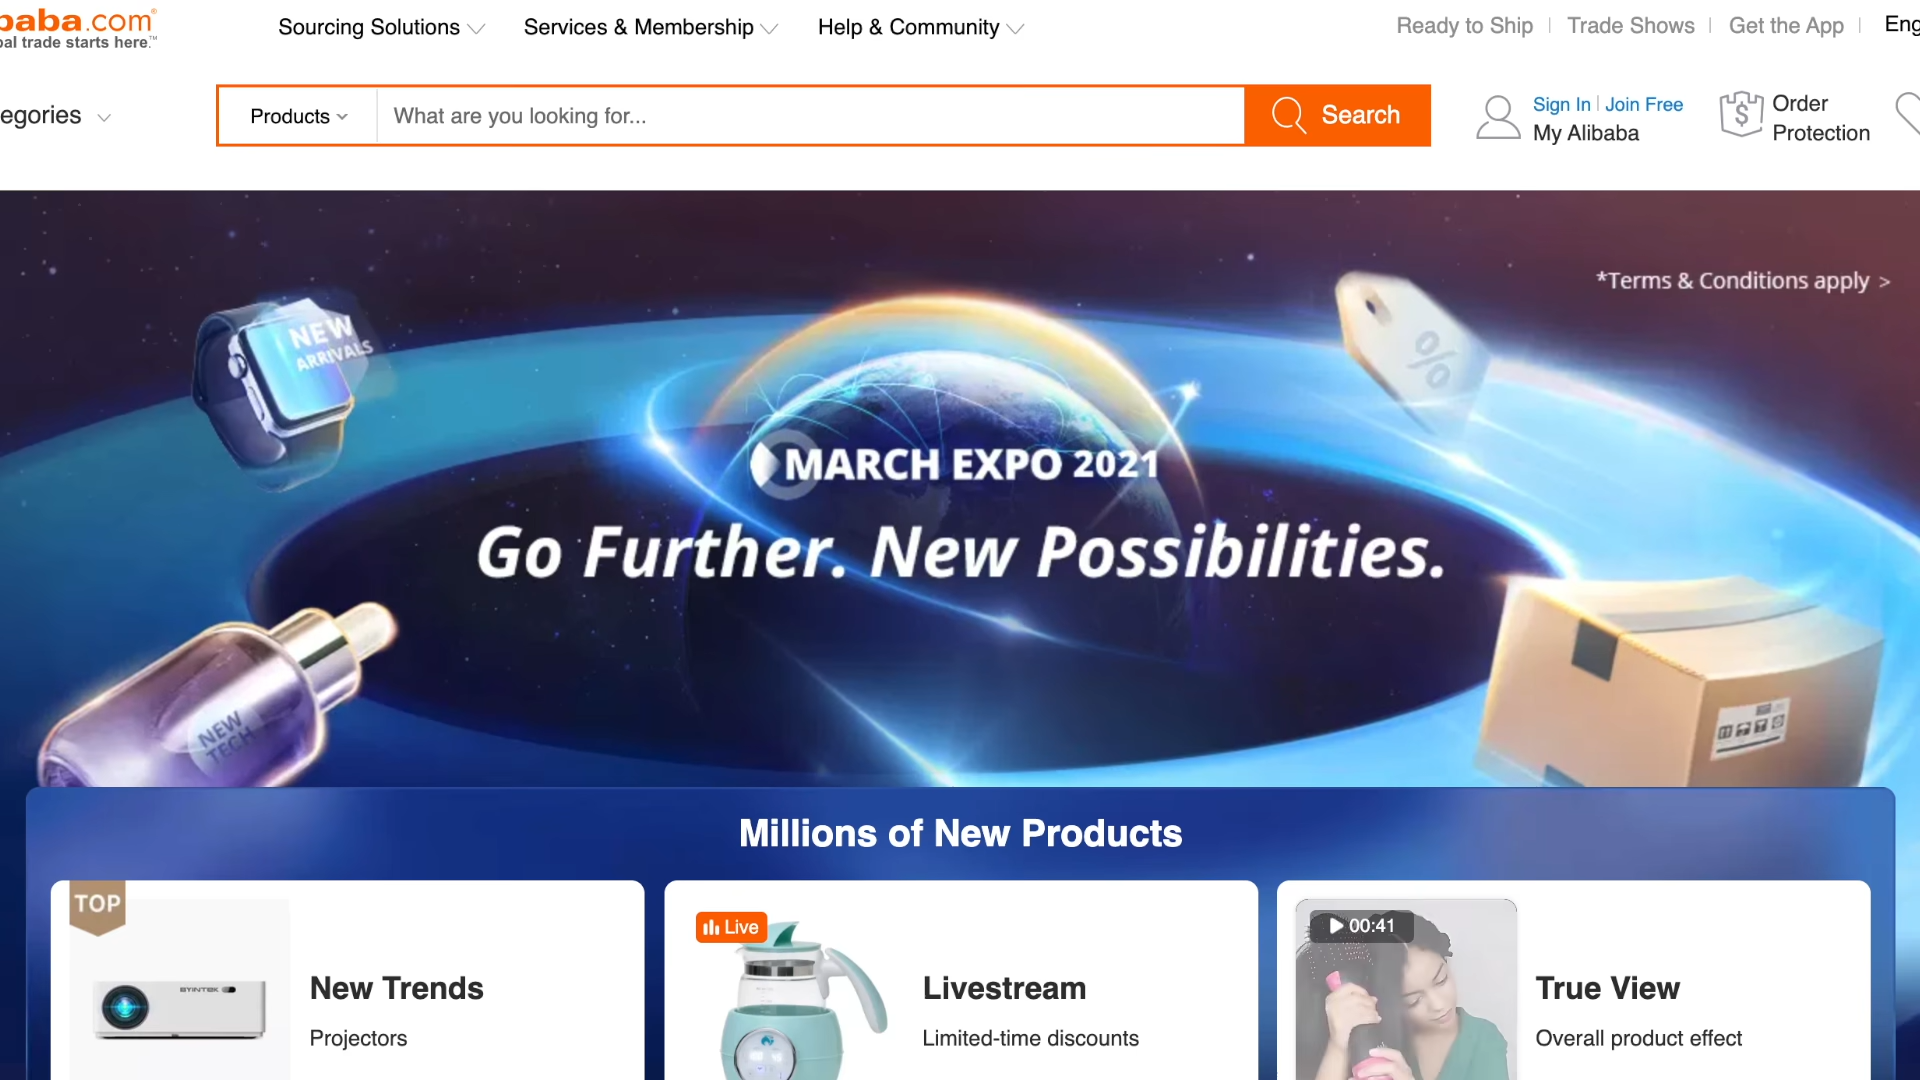 baba.com
bal trade starts here.™
Sourcing Solutions
Services & Membership
Help & Community
Ready to Ship
Trade Shows
Get the App
Eng
egories
Products
What are you looking for...
Search
Sign In
Join Free
My Alibaba
Order
Protection
*Terms & Conditions apply >
NEW
ARRIVALS
%
MARCH EXPO 2021
Go Further. New Possibilities.
NEW
TECH
Millions of New Products
TOP
BYINTEK
New Trends
Projectors
Live
Livestream
Limited-time discounts
00:41
True View
Overall product effect